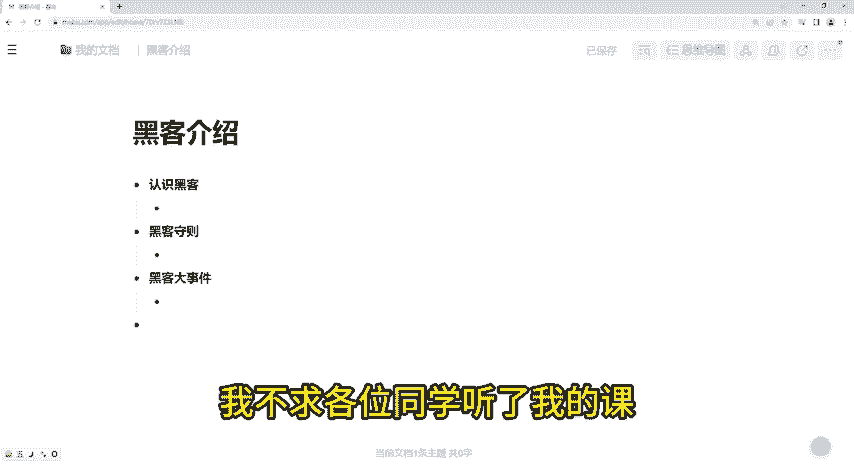 我的文档 | 黑客介绍
已保存
黑客介绍
认识黑客
黑客守则
黑客大事件
我不求各位同学听了我的课
当前文档1条主题 共0字